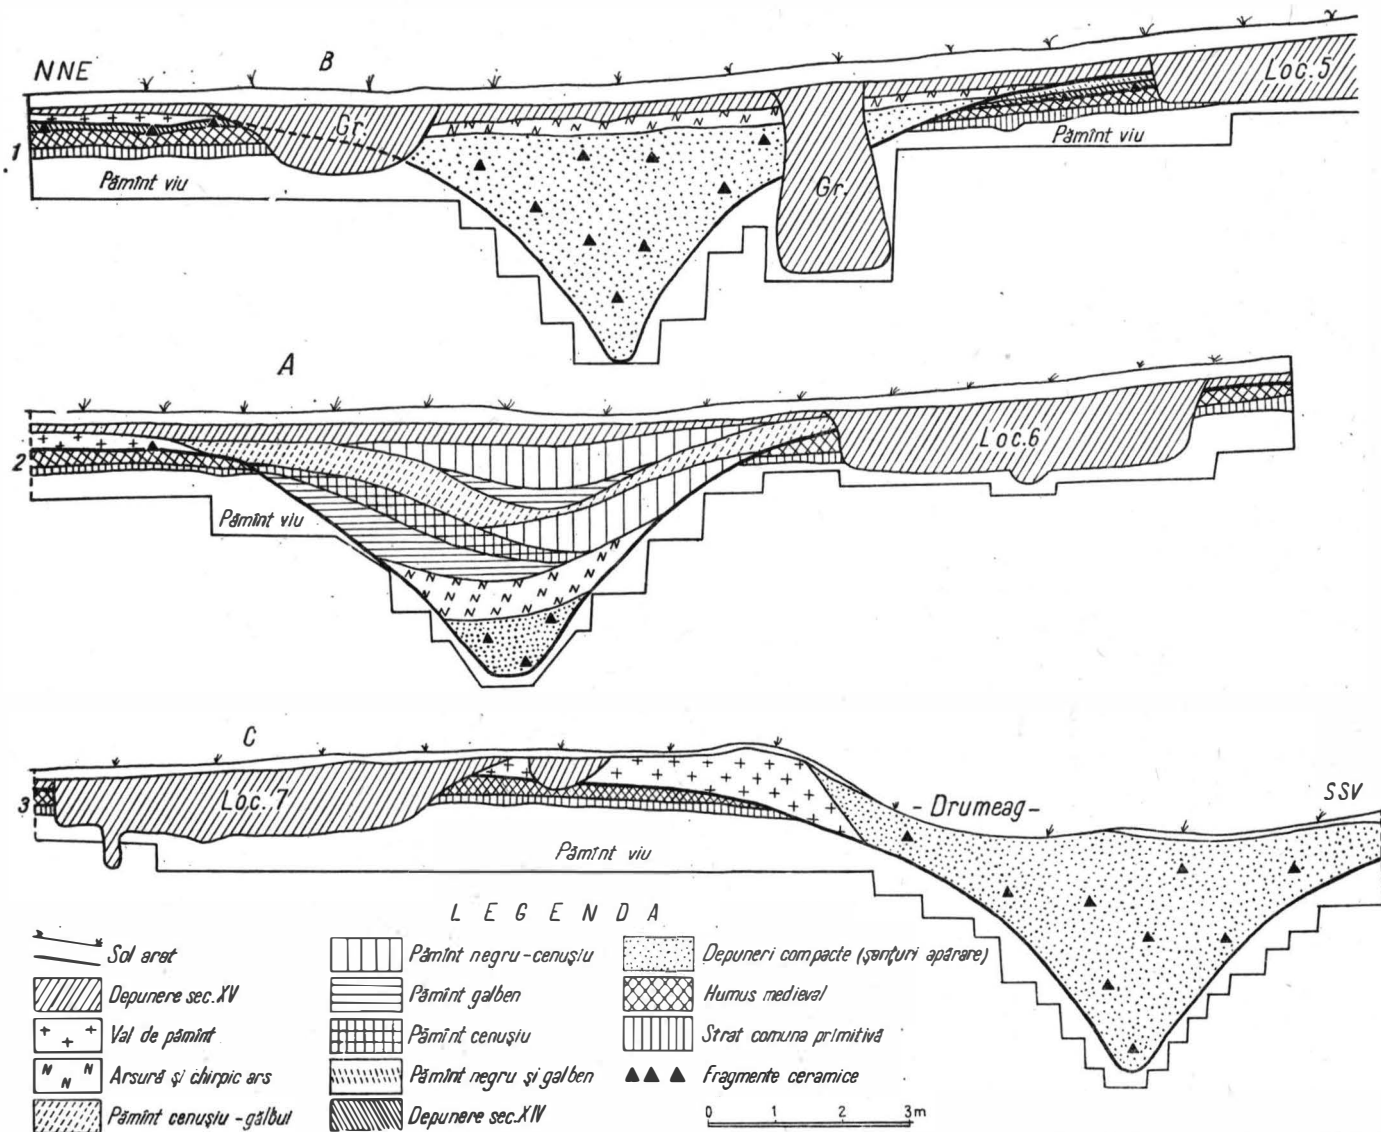 NNE
B
Gr.
Loc. 5
1
Pămînt viu
Gr.
Pămînt viu
A
2
Pămînt viu
Loc. 6
C
3
Loc. 7
Pămînt viu
- Drumeag -
SSV
LEGENDA
Sol arat
Depunere sec. XV
Val de pămînt
Arsură și chirpic ars
Pămînt cenușiu - gălbui
Pămînt negru - cenușiu
Pămînt galben
Pămînt cenușiu
Pămînt negru și galben
Depunere sec. XIV
Depuneri compacte (șanțuri apărare)
Humus medieval
Strat comuna primitivă
Fragmente ceramice
0 1 2 3 m